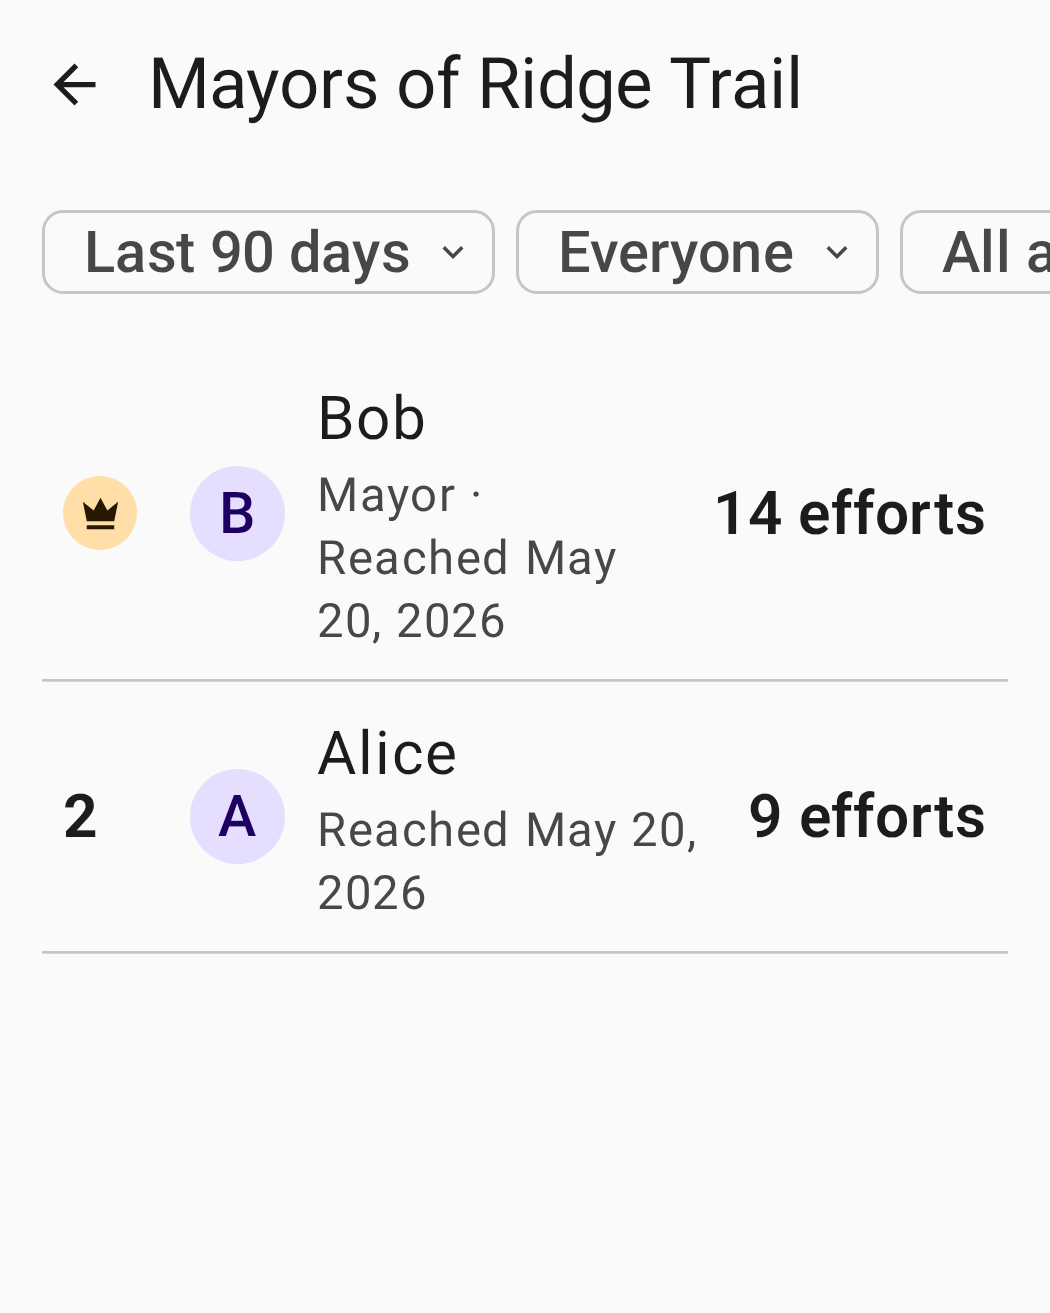 Mayors of Ridge Trail
Last 90 days
Everyone
All a
Bob
Mayor ·
Reached May
20, 2026
14 efforts
B
2
A
Alice
Reached May 20,
2026
9 efforts